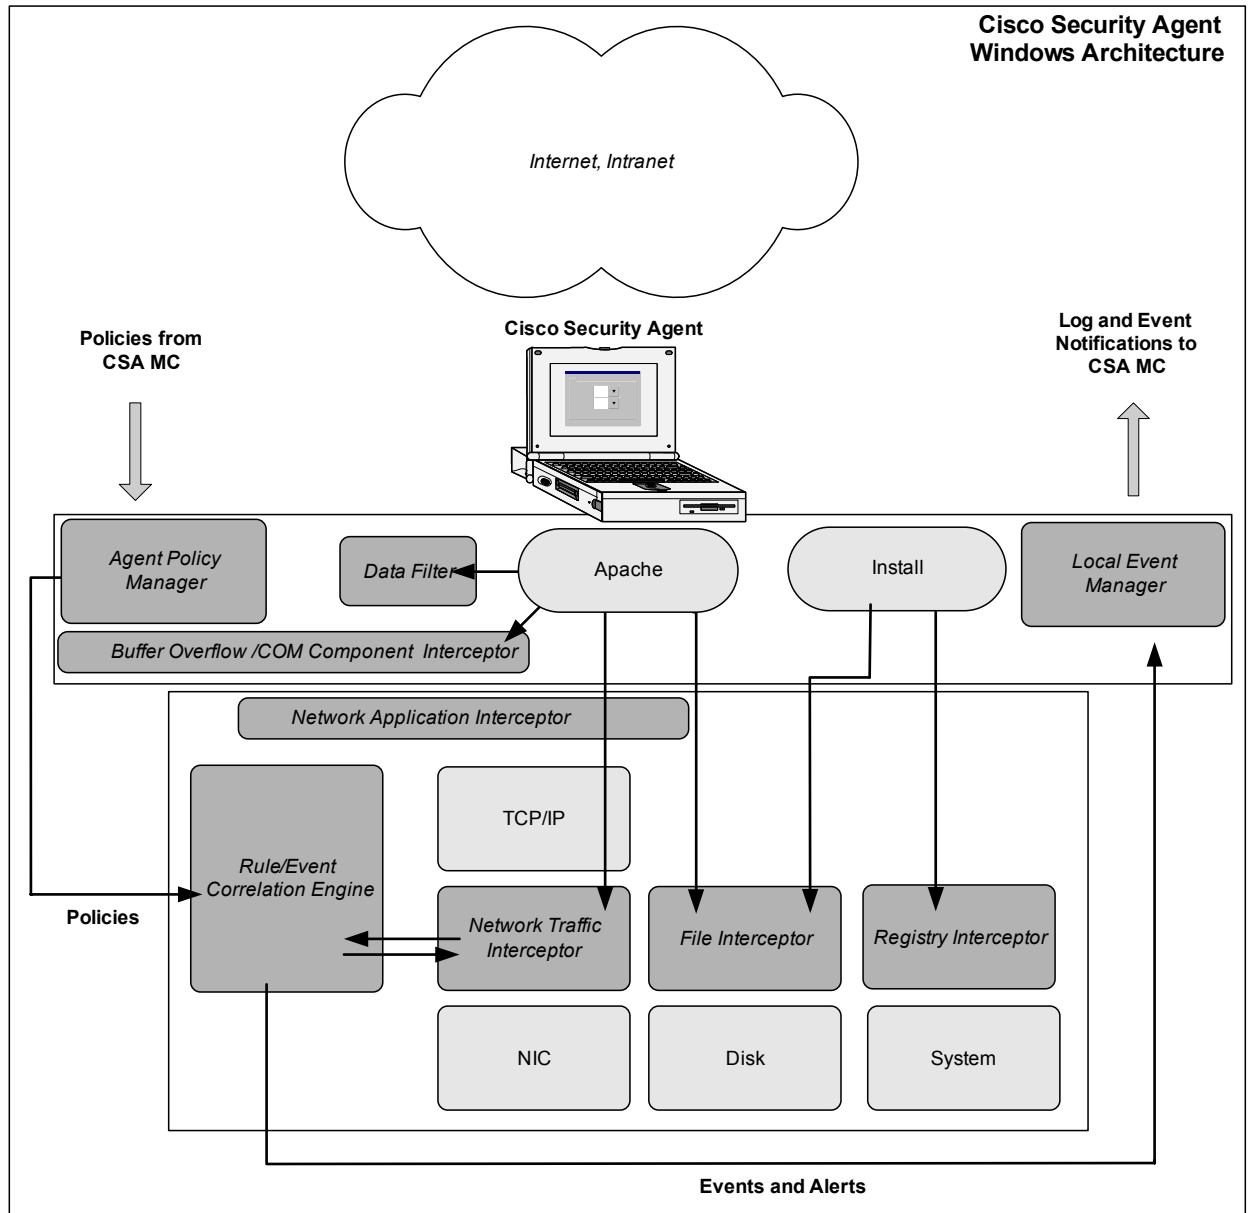 Cisco Security Agent
Windows Architecture
Internet, Intranet
Cisco Security Agent
Policies from
CSA MC
Log and Event
Notifications to
CSA MC
Agent Policy
Manager
Data Filter
Apache
Install
Local Event
Manager
Buffer Overflow /COM Component Interceptor
Network Application Interceptor
TCP/IP
Rule/Event
Correlation Engine
Policies
Network Traffic
Interceptor
File Interceptor
Registry Interceptor
NIC
Disk
System
Events and Alerts